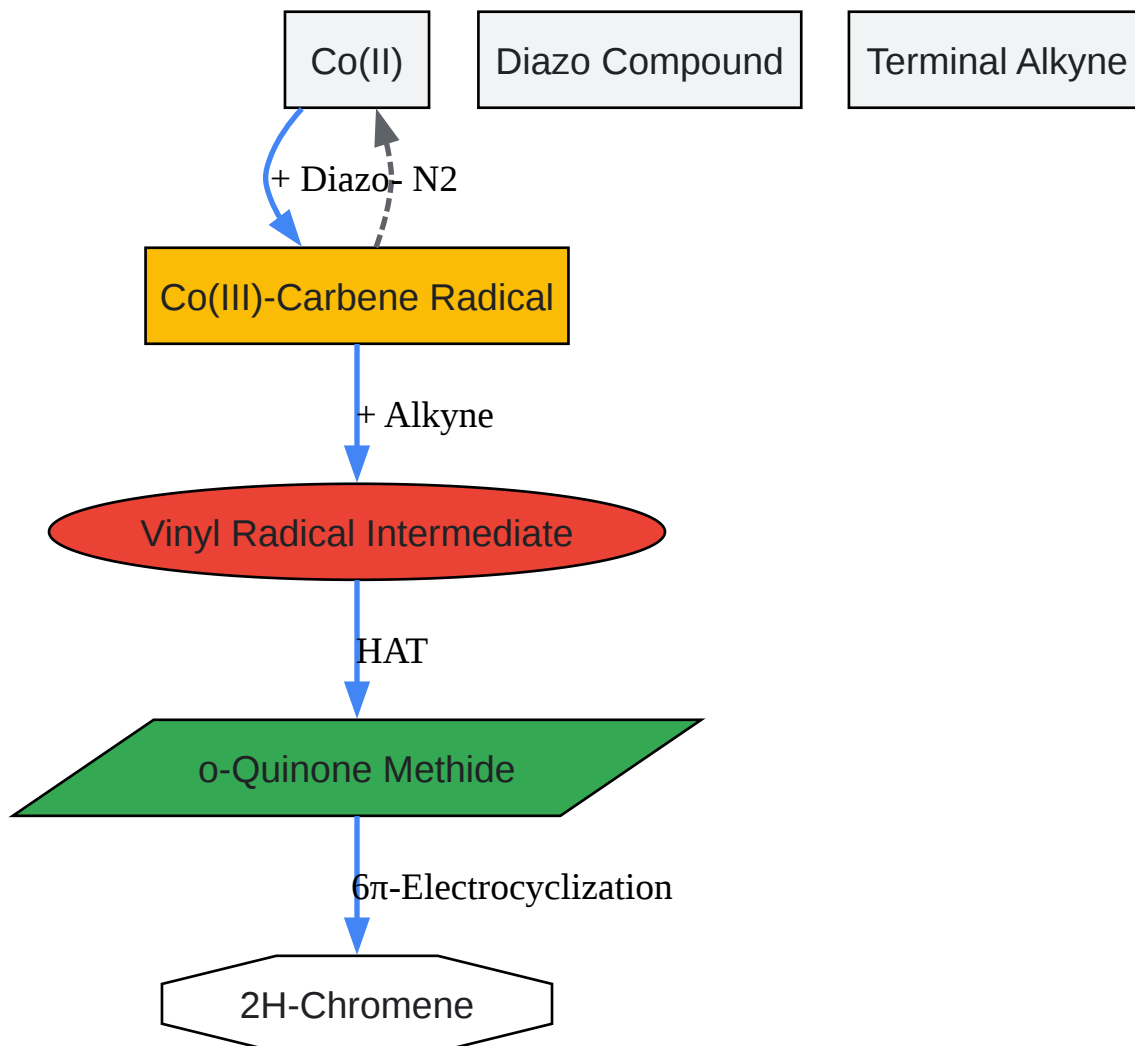 Co(II)
Diazo Compound
Terminal Alkyne
+ Diazo
- N2
Co(III)-Carbene Radical
+ Alkyne
Vinyl Radical Intermediate
HAT
o-Quinone Methide
6π-Electrocyclization
2H-Chromene